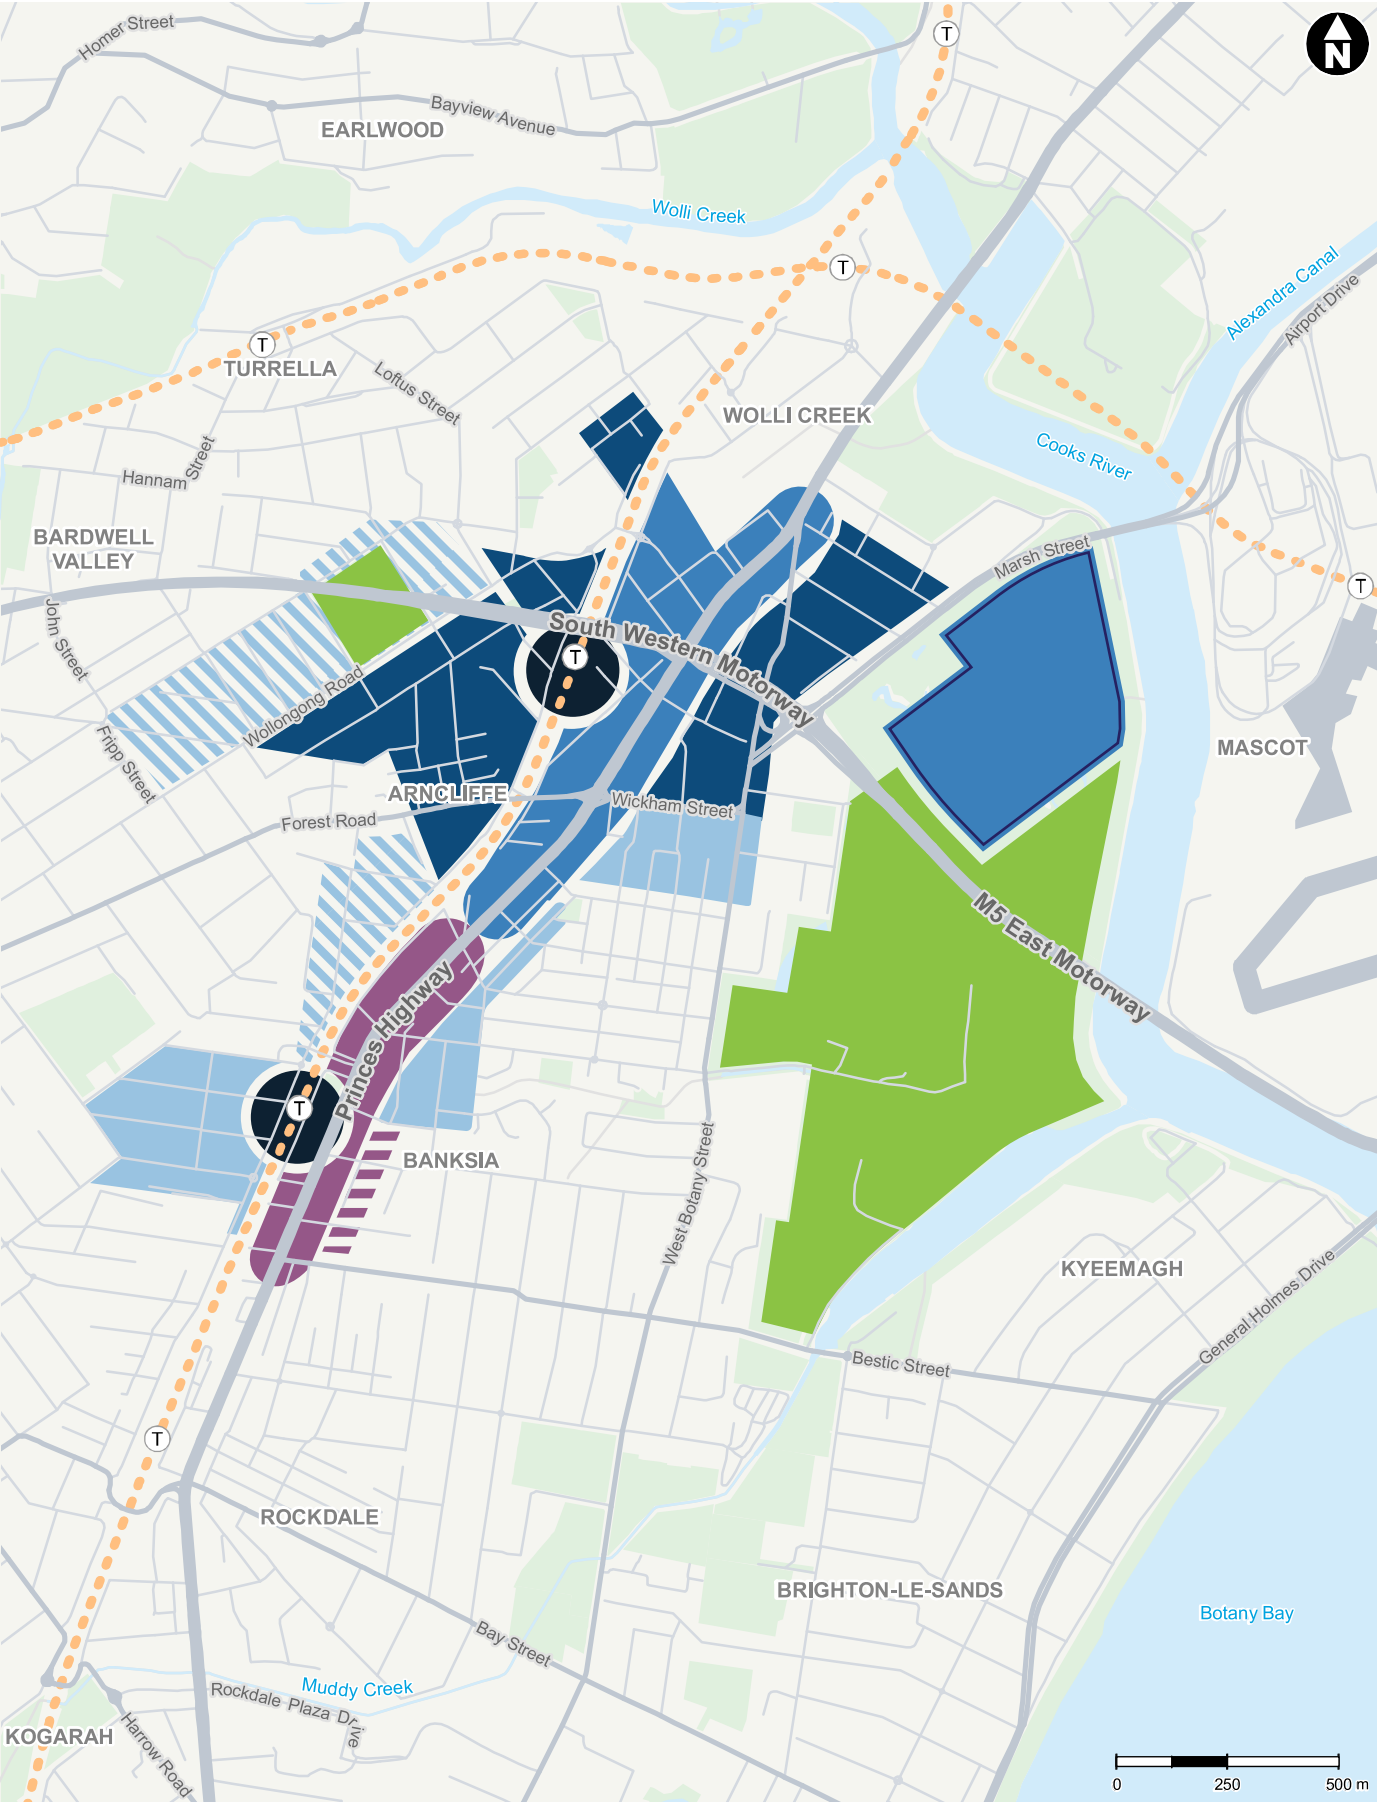 Homer Street
T
N
Bayview Avenue
EARLWOOD
Wolli Creek
T
Alexandra Canal
Airport Drive
T
TURRELLA
Loftus Street
WOLLI CREEK
Cooks River
Hannam Street
BARDWELL
VALLEY
Marsh Street
T
John Street
South Western Motorway
T
Wollongong Road
Fripp Street
MASCOT
ARNCLIFFE
Wickham Street
Forest Road
M5 East Motorway
Princes Highway
T
BANKSIA
West Botany Street
KYEEMAGH
General Holmes Drive
Bestic Street
T
ROCKDALE
BRIGHTON-LE-SANDS
Botany Bay
Bay Street
Muddy Creek
Rockdale Plaza Drive
KOGARAH
Harrow Road
0 250 500 m